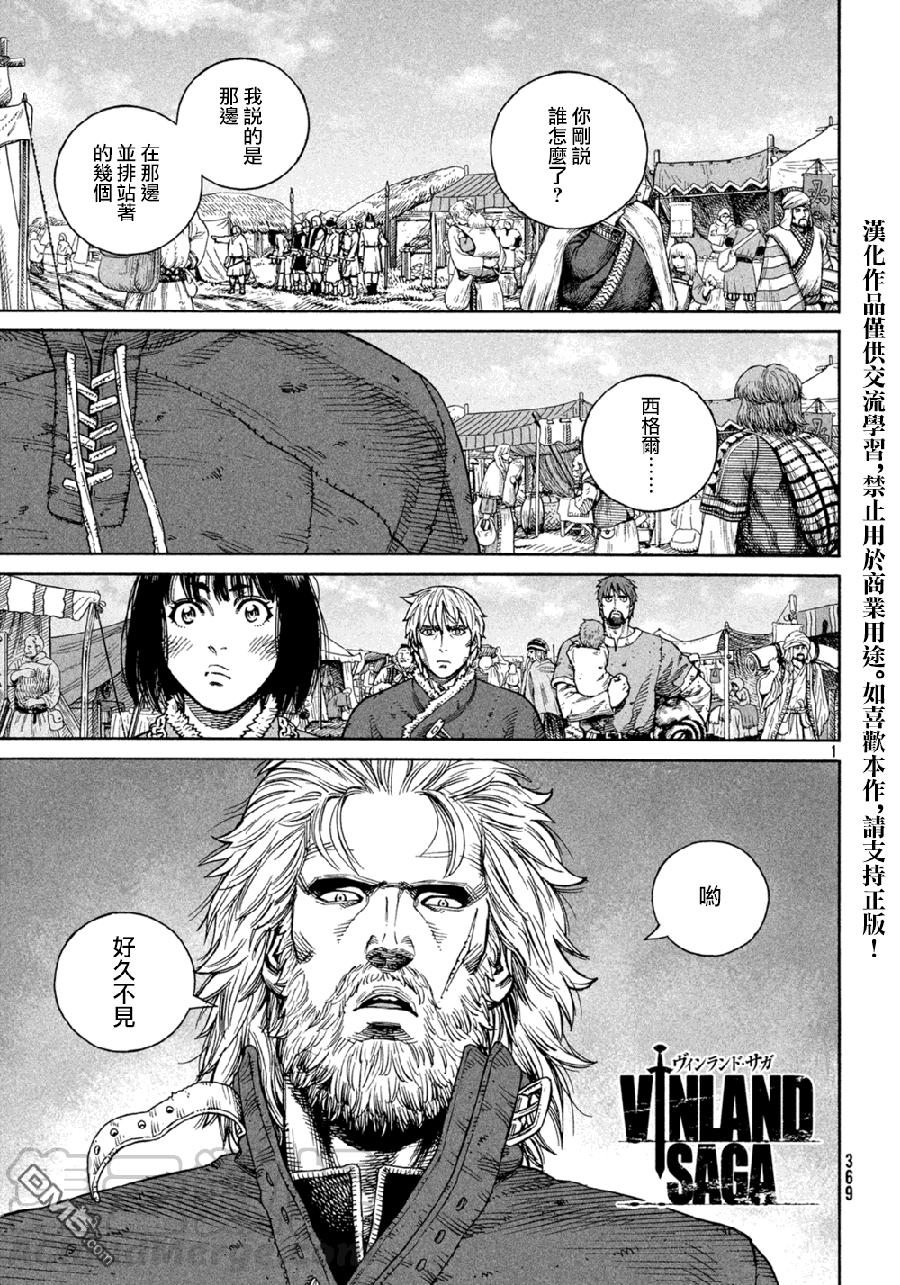 你剛說
誰怎麼了?
我説的是
那邊
在那邊
並排站著
的幾個
西格爾……
1
喲
好久不見
ヴィンランド・サガ
VINLAND
SAGA
369
漢化作品僅供交流學習,禁止用於商業用途。如喜歡本作,請支持正版!